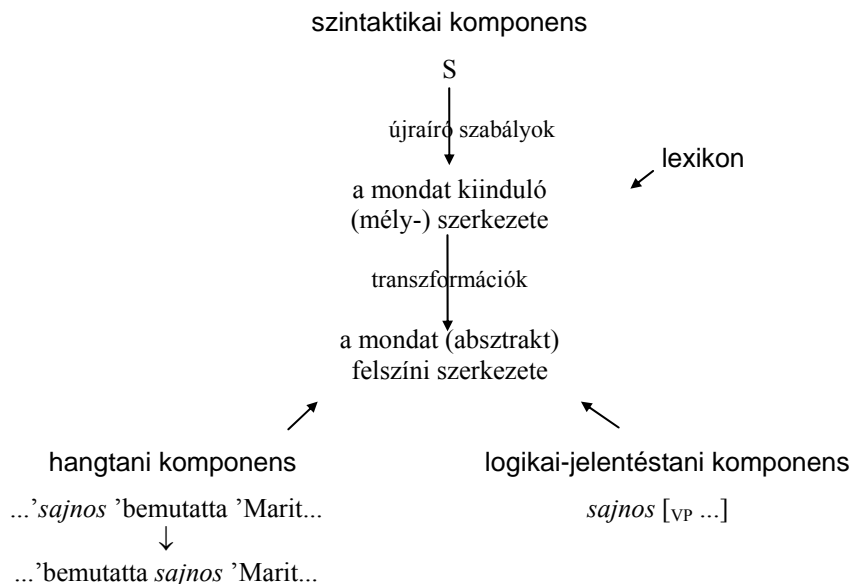 szintaktikai komponens
S
újraíró szabályok
lexikon
a mondat kiinduló
(mély-) szerkezete
transzformációk
a mondat (absztrakt)
felszíni szerkezete
hangtani komponens
logikai-jelentéstani komponens
...’sajnos ’bemutatta ’Marit...
sajnos [VP ...]
↓
...’bemutatta sajnos ’Marit...